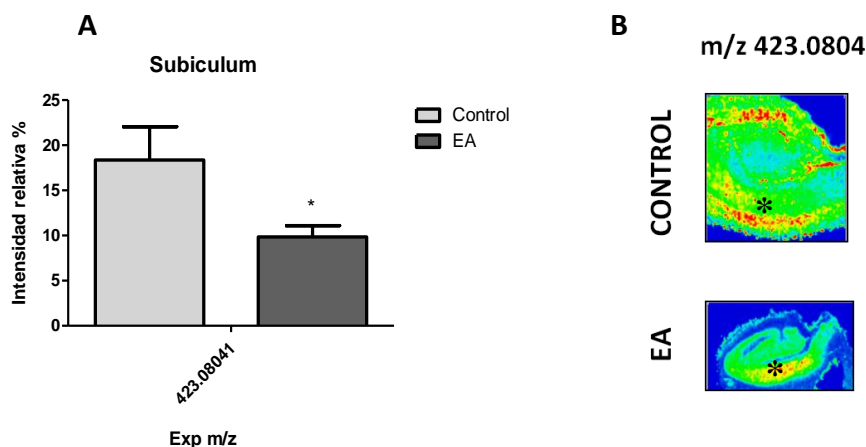 A
Subiculum
Intensidad relativa %
25
20
15
10
5
0
*
423.08041
Exp m/z
Control
EA
B
m/z 423.0804
CONTROL
*
EA
*